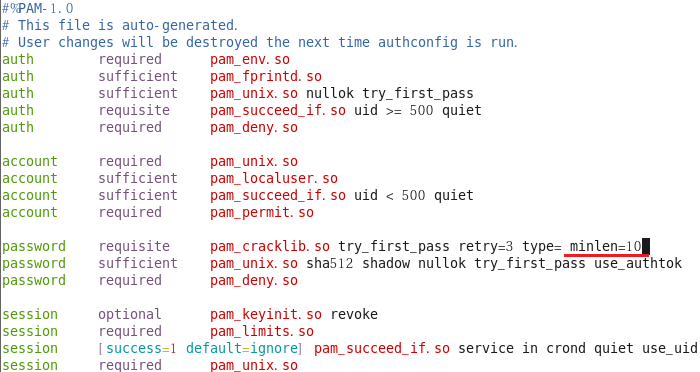 #%PAM-1.0
# This file is auto-generated.
# User changes will be destroyed the next time authconfig is run.
auth        required      pam_env.so
auth        sufficient    pam_fprintd.so
auth        sufficient    pam_unix.so nullok try_first_pass
auth        requisite     pam_succeed_if.so uid >= 500 quiet
auth        required      pam_deny.so

account     required      pam_unix.so
account     sufficient    pam_localuser.so
account     sufficient    pam_succeed_if.so uid < 500 quiet
account     required      pam_permit.so

password    requisite     pam_cracklib.so try_first_pass retry=3 type= minlen=10
password    sufficient    pam_unix.so sha512 shadow nullok try_first_pass use_authtok
password    required      pam_deny.so

session     optional      pam_keyinit.so revoke
session     required      pam_limits.so
session     [success=1 default=ignore] pam_succeed_if.so service in crond quiet use_uid
session     required      pam_unix.so